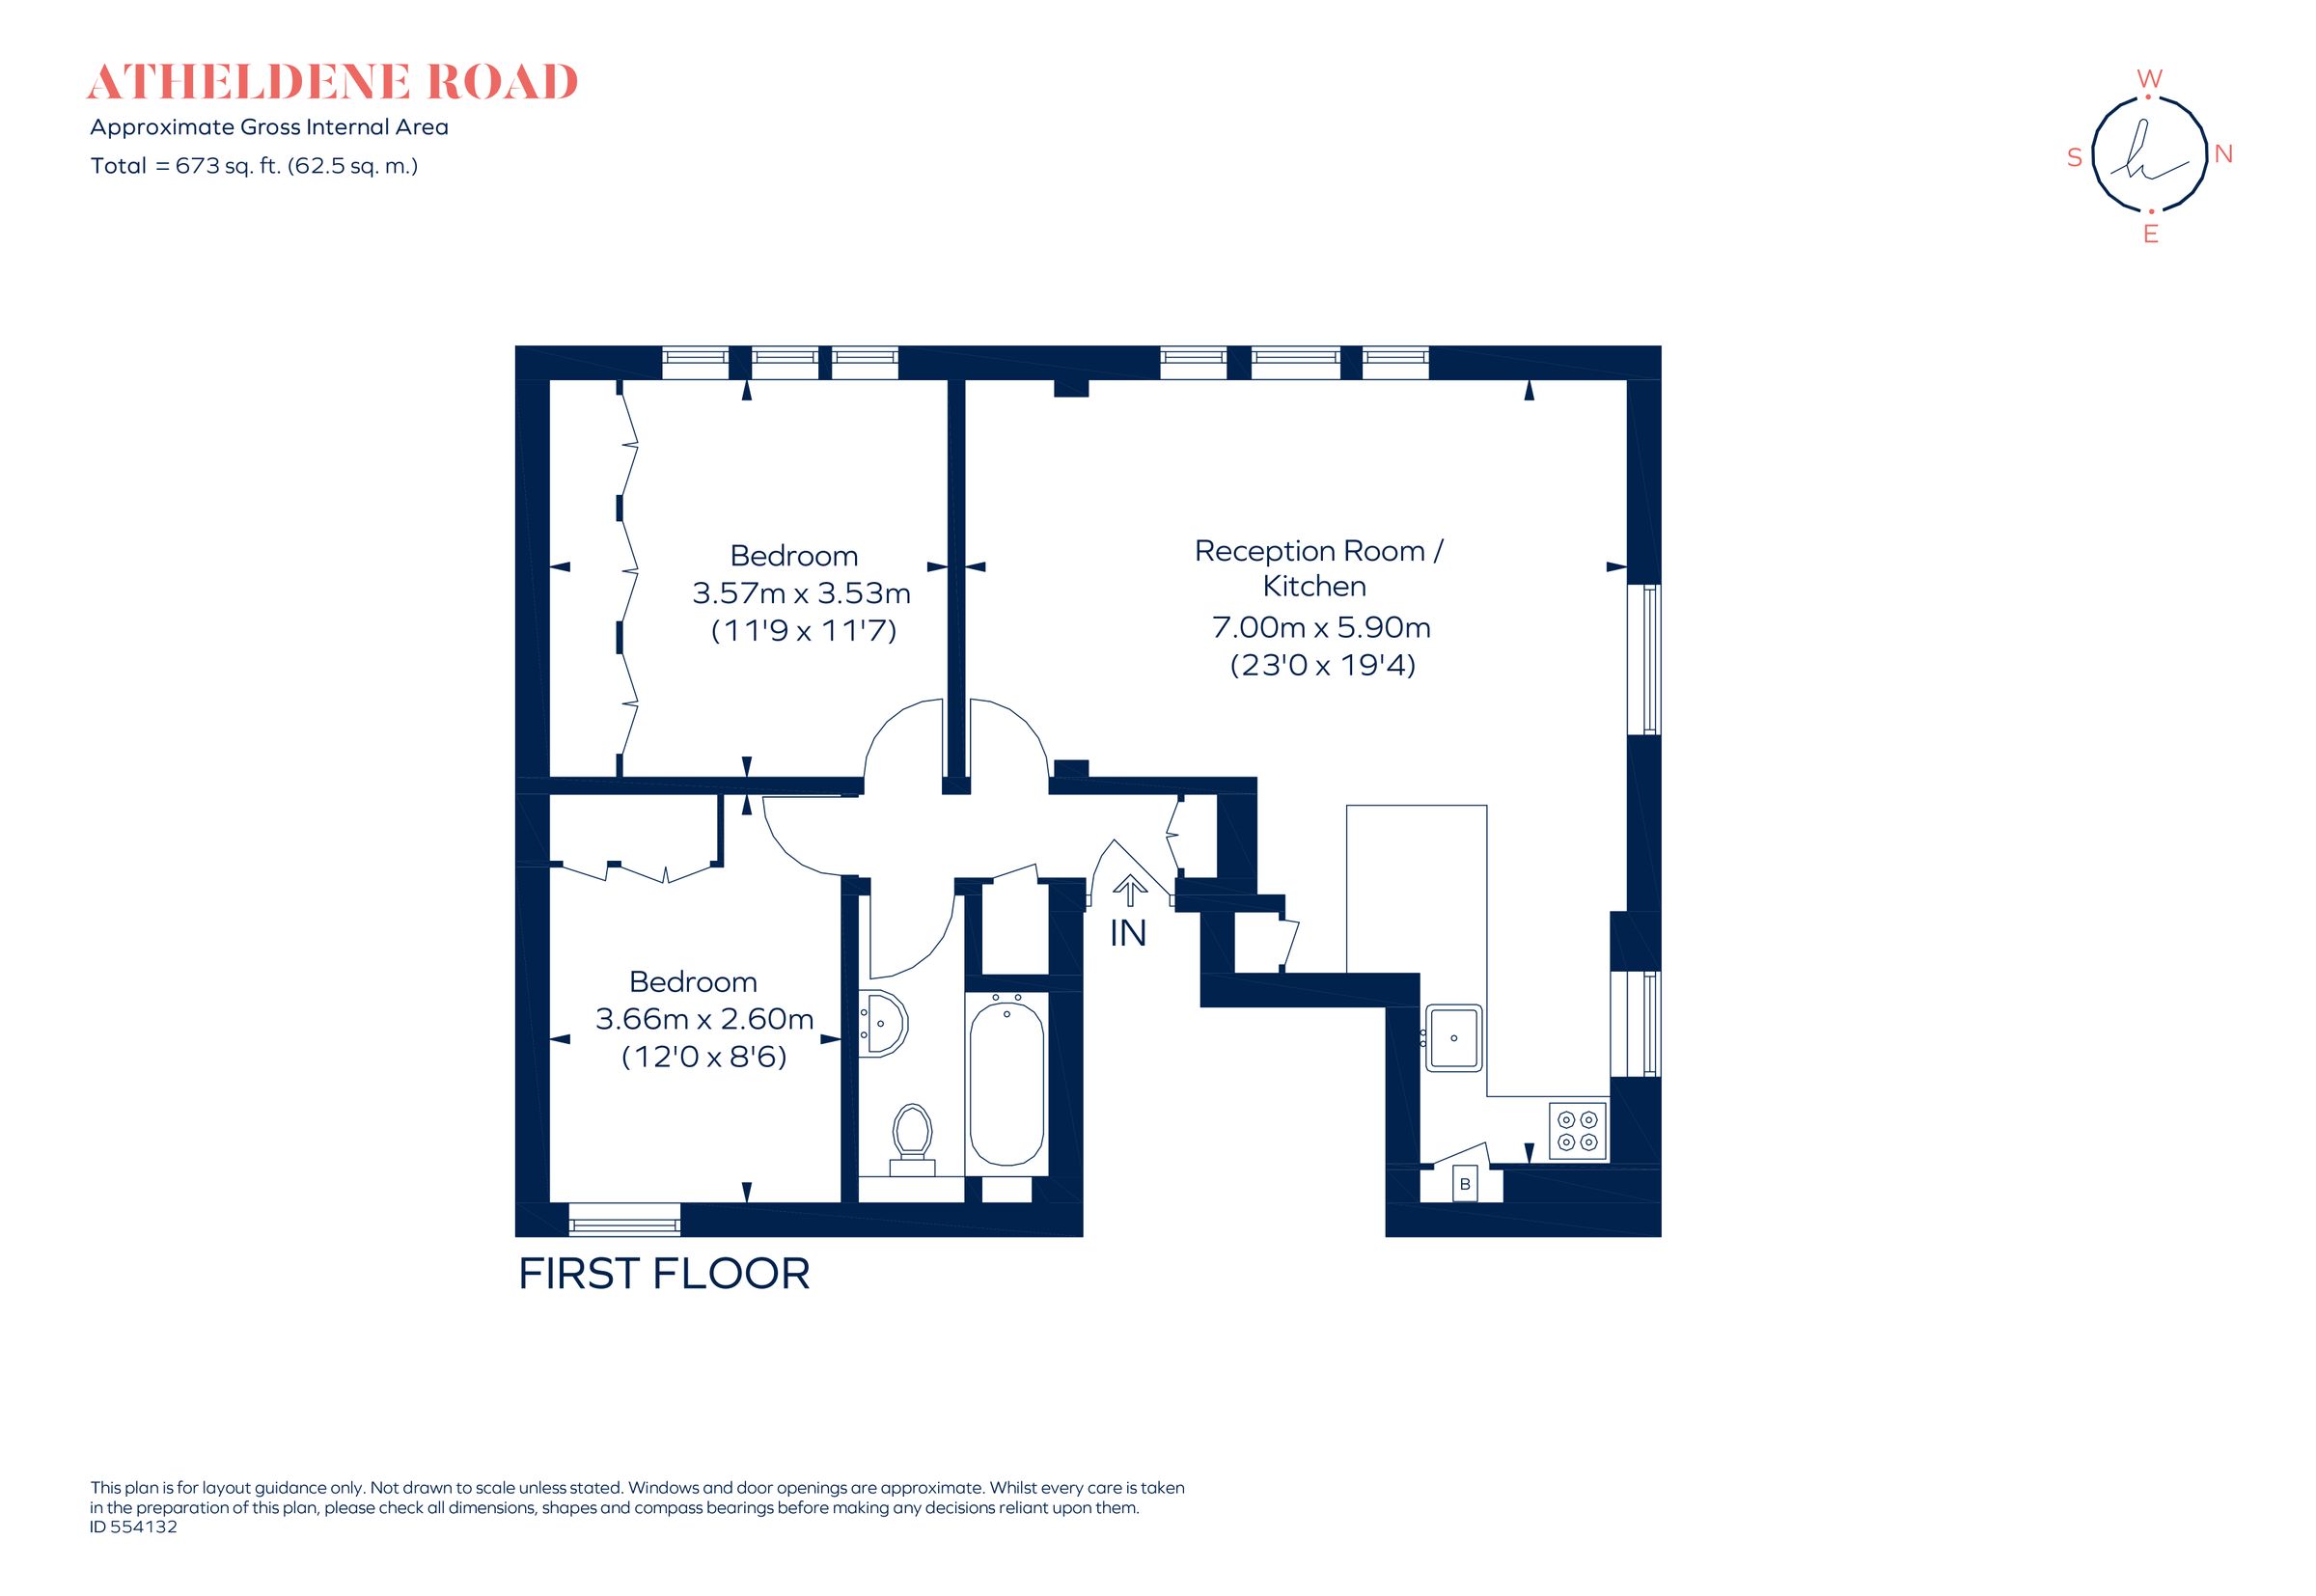 ATHELDENE ROAD
Approximate Gross Internal Area
Total = 673 sq. ft. (62.5 sq. m.)
W
S
N
E
Bedroom
3.57m x 3.53m
(11'9 x 11'7)
Reception Room /
Kitchen
7.00m x 5.90m
(23'0 x 19'4)
IN
Bedroom
3.66m x 2.60m
(12'0 x 8'6)
B
FIRST FLOOR
This plan is for layout guidance only. Not drawn to scale unless stated. Windows and door openings are approximate. Whilst every care is taken
in the preparation of this plan, please check all dimensions, shapes and compass bearings before making any decisions reliant upon them.
ID 554132